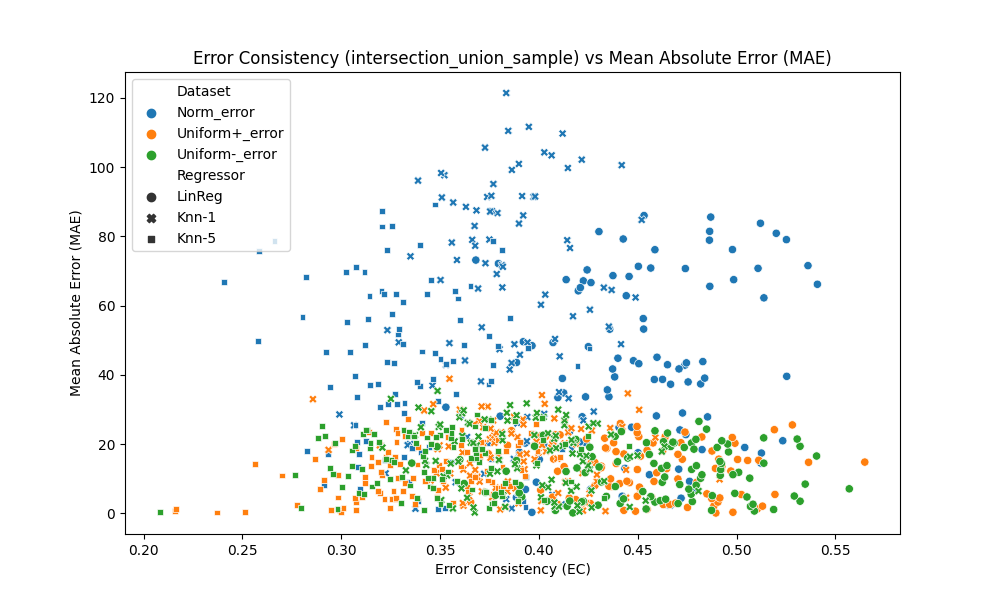 Error Consistency (intersection_union_sample) vs Mean Absolute Error (MAE)
Dataset
Norm_error
Uniform+_error
Uniform-_error
Regressor
LinReg
Knn-1
Knn-5
120
100
80
60
40
20
0
Mean Absolute Error (MAE)
0.20 0.25 0.30 0.35 0.40 0.45 0.50 0.55
Error Consistency (EC)